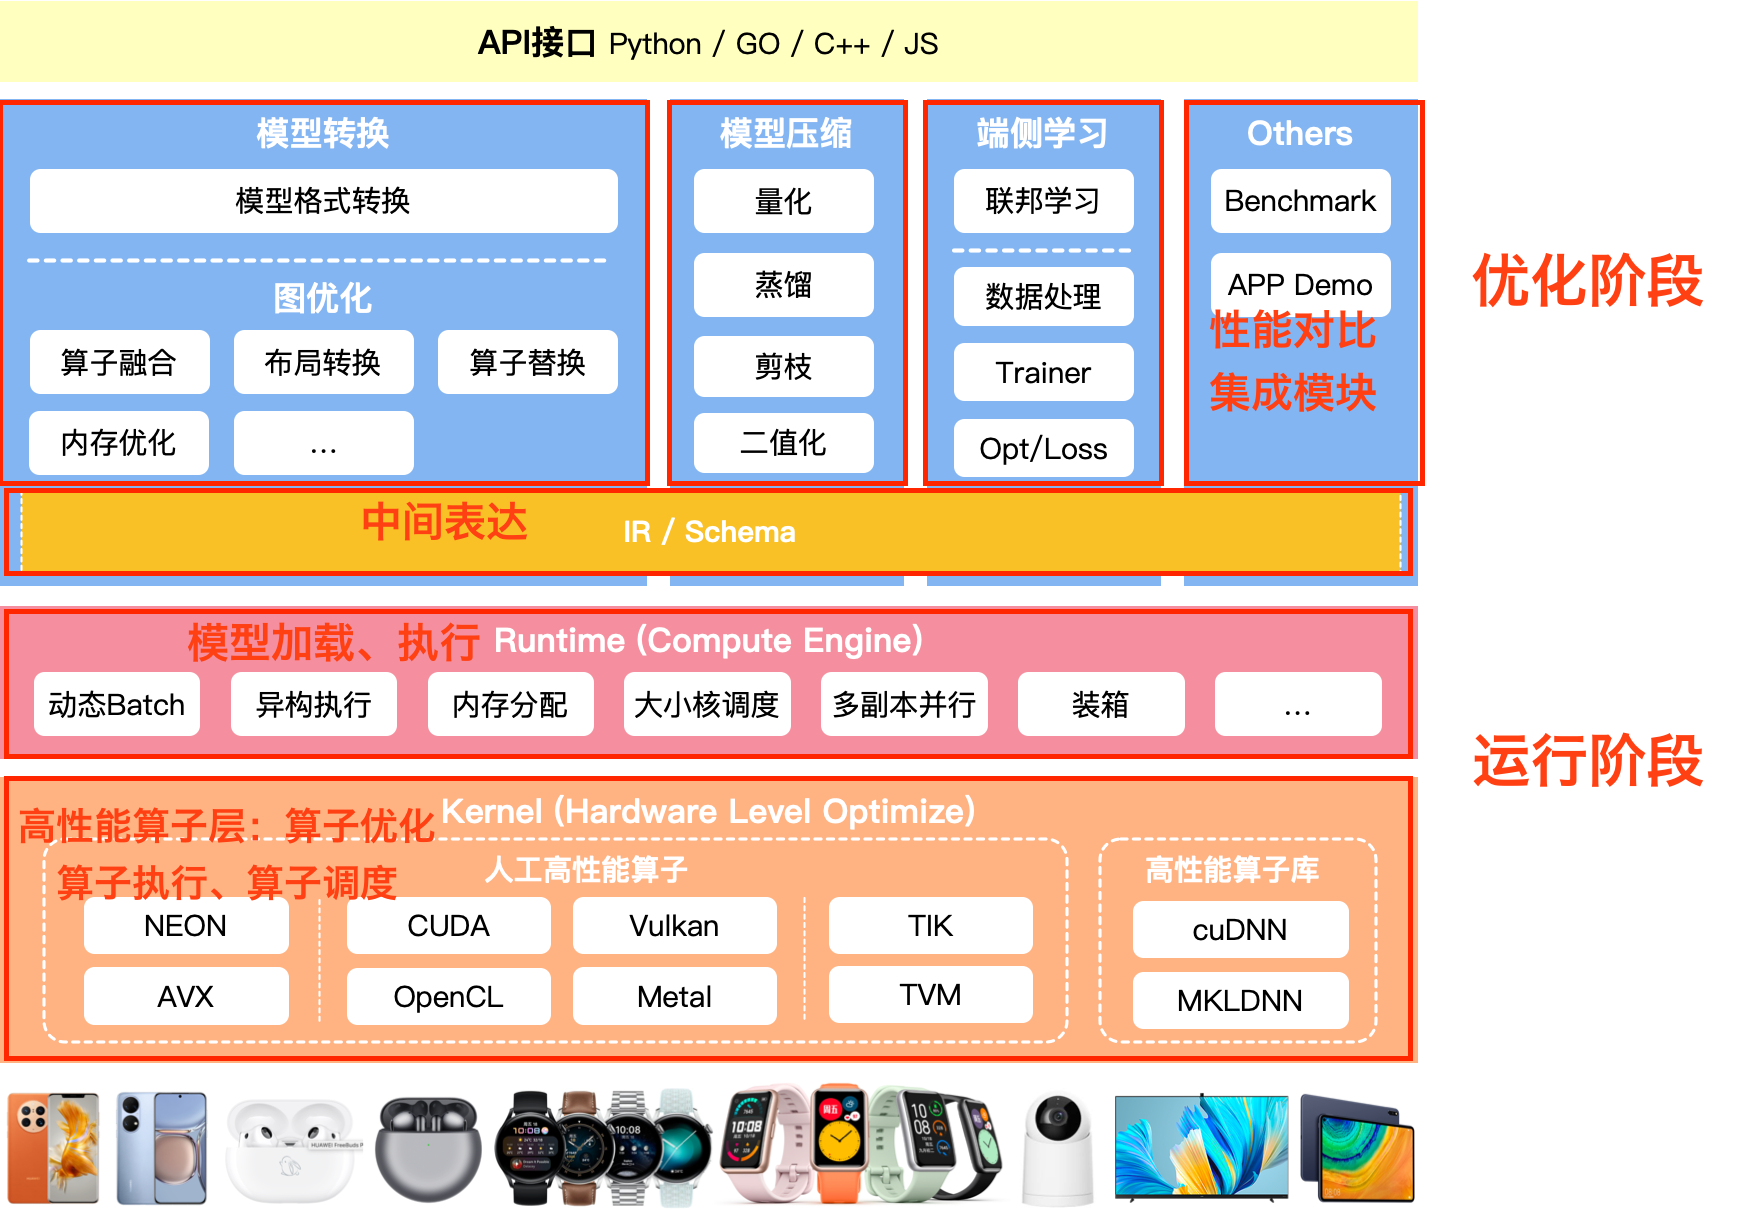 API接口 Python / GO / C++ / JS
模型转换
模型格式转换
图优化
算子融合
布局转换
算子替换
内存优化
...
模型压缩
量化
蒸馏
剪枝
二值化
端侧学习
联邦学习
数据处理
Trainer
Opt/Loss
Others
Benchmark
APP Demo
性能对比
集成模块
优化阶段
中间表达
IR / Schema
模型加载、执行 Runtime (Compute Engine)
动态Batch
异构执行
内存分配
大小核调度
多副本并行
装箱
...
运行阶段
Kernel (Hardware Level Optimize)
高性能算子层：算子优化
算子执行、算子调度
人工高性能算子
NEON
CUDA
Vulkan
TIK
AVX
OpenCL
Metal
TVM
高性能算子库
cuDNN
MKLDNN
HUAWEI FreeBuds P
10:08
周五